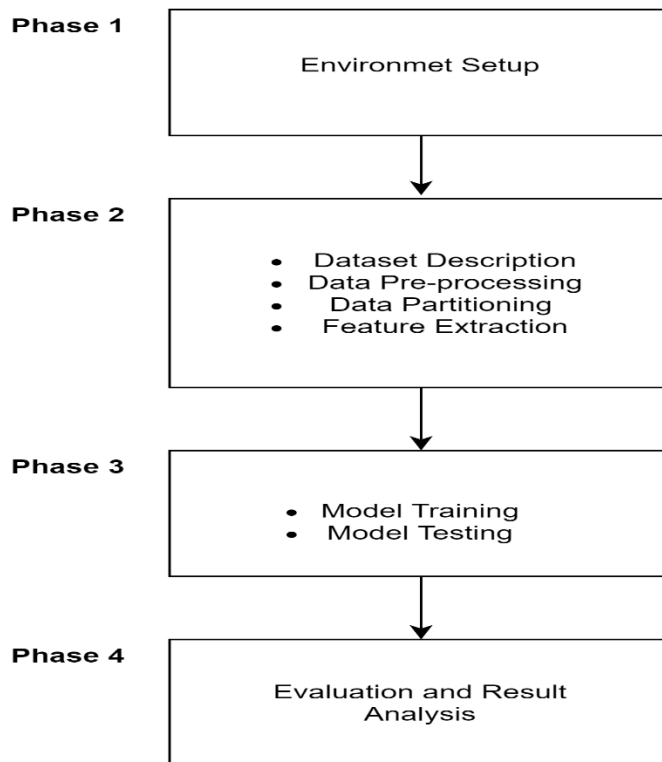 Phase 1
Environmet Setup
Phase 2
• Dataset Description
• Data Pre-processing
• Data Partitioning
• Feature Extraction
Phase 3
• Model Training
• Model Testing
Phase 4
Evaluation and Result
Analysis